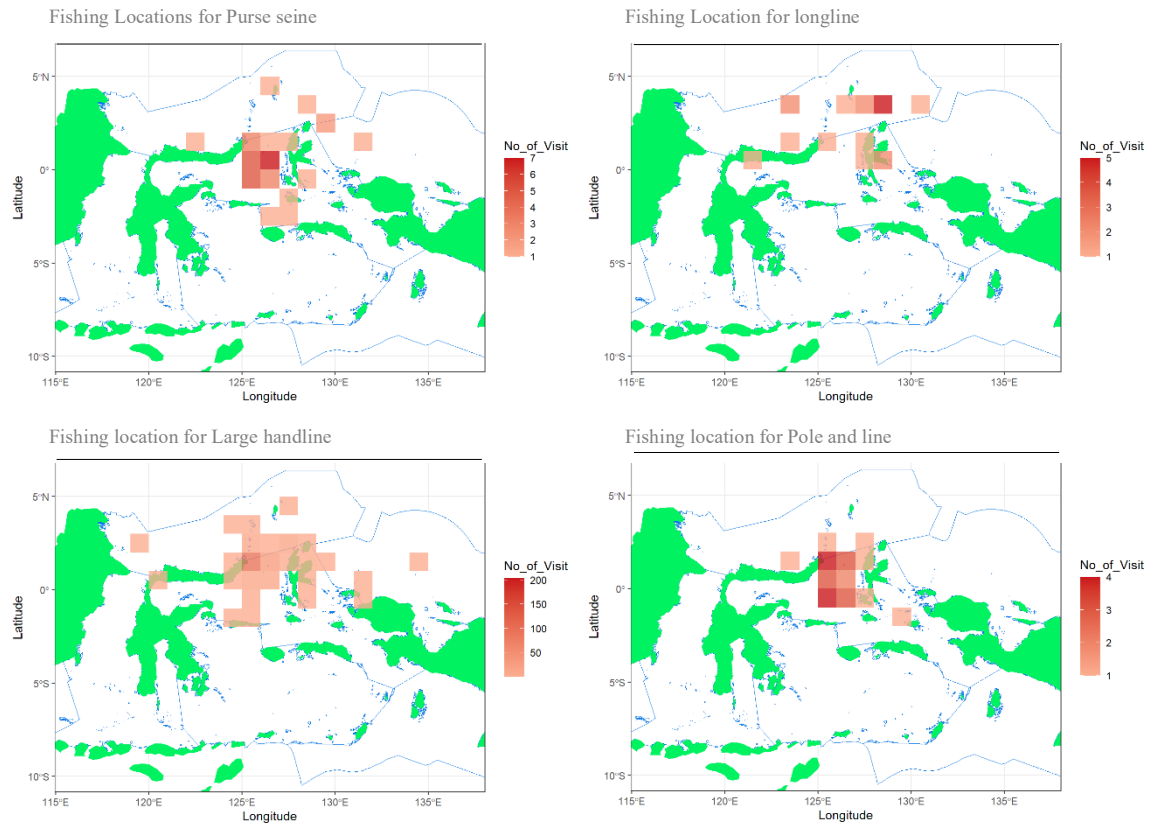 Fishing Locations for Purse seine
5°N
0°
5°S
10°S
115°E
120°E
125°E
130°E
135°E
Latitude
Longitude
No_of_Visit
7
6
5
4
3
2
1
Fishing Location for longline
5°N
0°
5°S
10°S
115°E
120°E
125°E
130°E
135°E
Latitude
Longitude
No_of_Visit
5
4
3
2
1
Fishing location for Large handline
5°N
0°
5°S
10°S
115°E
120°E
125°E
130°E
135°E
Latitude
Longitude
No_of_Visit
200
150
100
50
Fishing location for Pole and line
5°N
0°
5°S
10°S
115°E
120°E
125°E
130°E
135°E
Latitude
Longitude
No_of_Visit
4
3
2
1